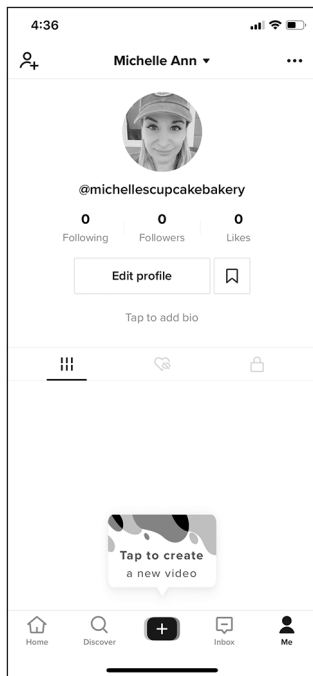 4:36
Michelle Ann
@michellescupcakebakery
0 0 0
Following Followers Likes
Edit profile
Tap to add bio
Tap to create
a new video
Home Discover Inbox Me